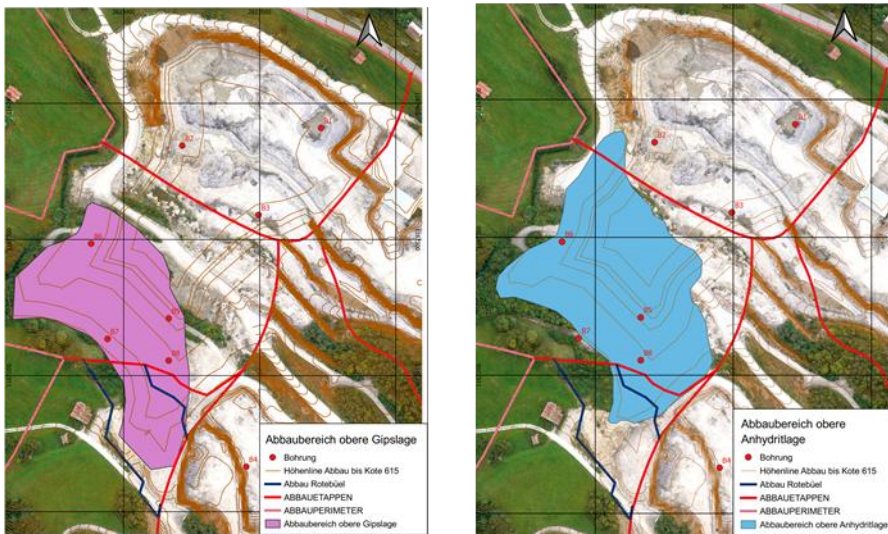 B1
B2
B3
B6
B5
B7
B8
B4
Abbaubereich obere Gipslage
Bohrung
Höhenline Abbau bis Kote 615
Abbau Rotebüel
ABBAUETAPPEN
ABBAUPERIMETER
Abbaubereich obere Gipslage
B1
B2
B3
B6
B5
B7
B8
B4
Abbaubereich obere
Anhydritlage
Bohrung
Höhenline Abbau bis Kote 615
Abbau Rotebüel
ABBAUETAPPEN
ABBAUPERIMETER
Abbaubereich obere Anhydritlage